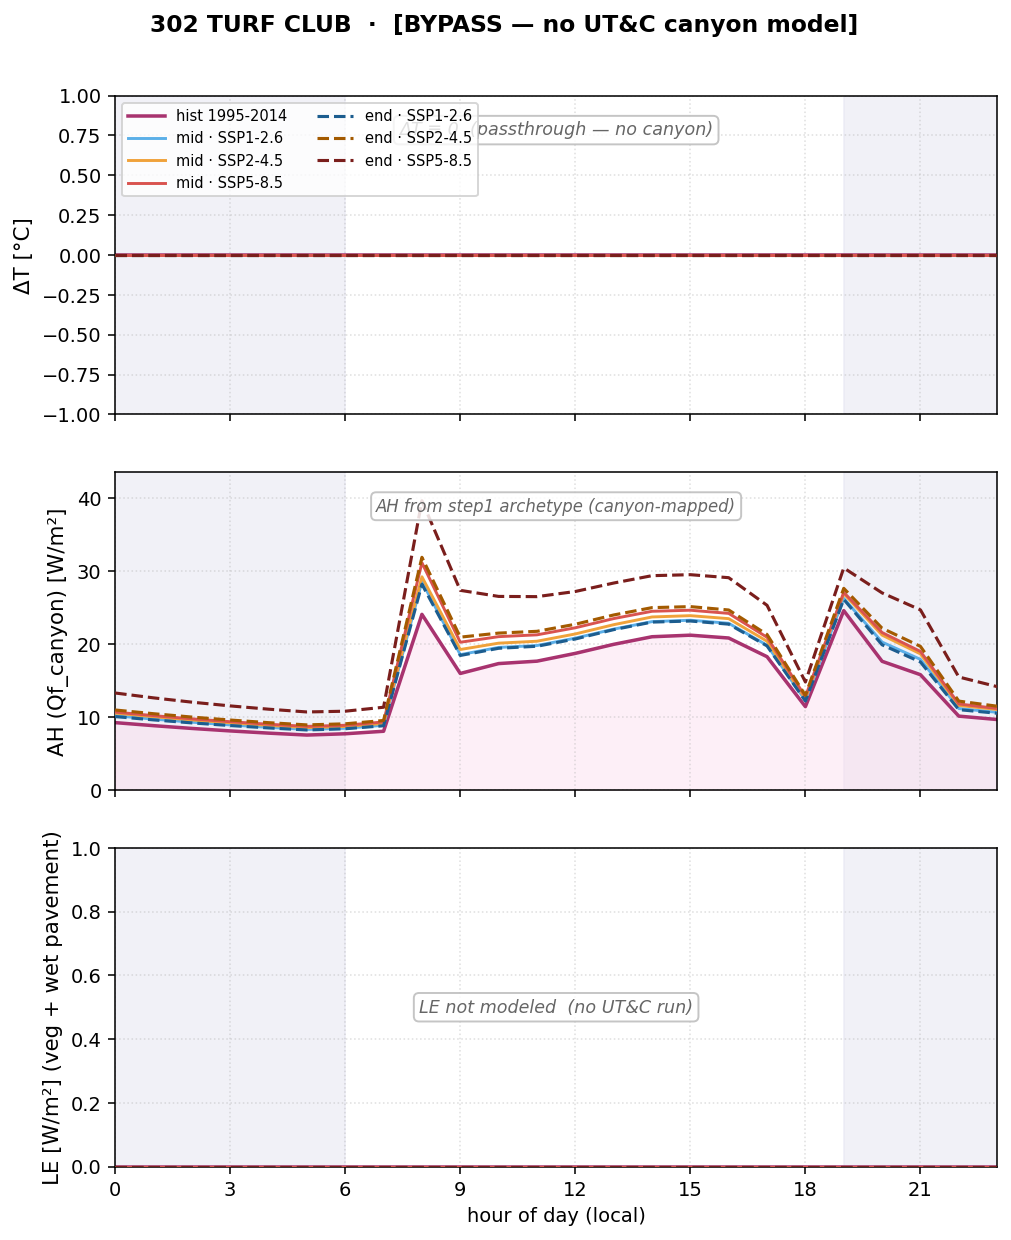 302 TURF CLUB · [BYPASS — no UT&C canyon model]
1.00
0.75
0.50
0.25
0.00
−0.25
−0.50
−0.75
−1.00
ΔT [°C]
hist 1995-2014
mid · SSP1-2.6
mid · SSP2-4.5
mid · SSP5-8.5
end · SSP1-2.6
end · SSP2-4.5
end · SSP5-8.5
(passthrough — no canyon)
40
30
20
10
0
AH (Qf_canyon) [W/m²]
AH from step1 archetype (canyon-mapped)
1.0
0.8
0.6
0.4
0.2
0.0
LE [W/m²] (veg + wet pavement)
LE not modeled (no UT&C run)
0 3 6 9 12 15 18 21
hour of day (local)